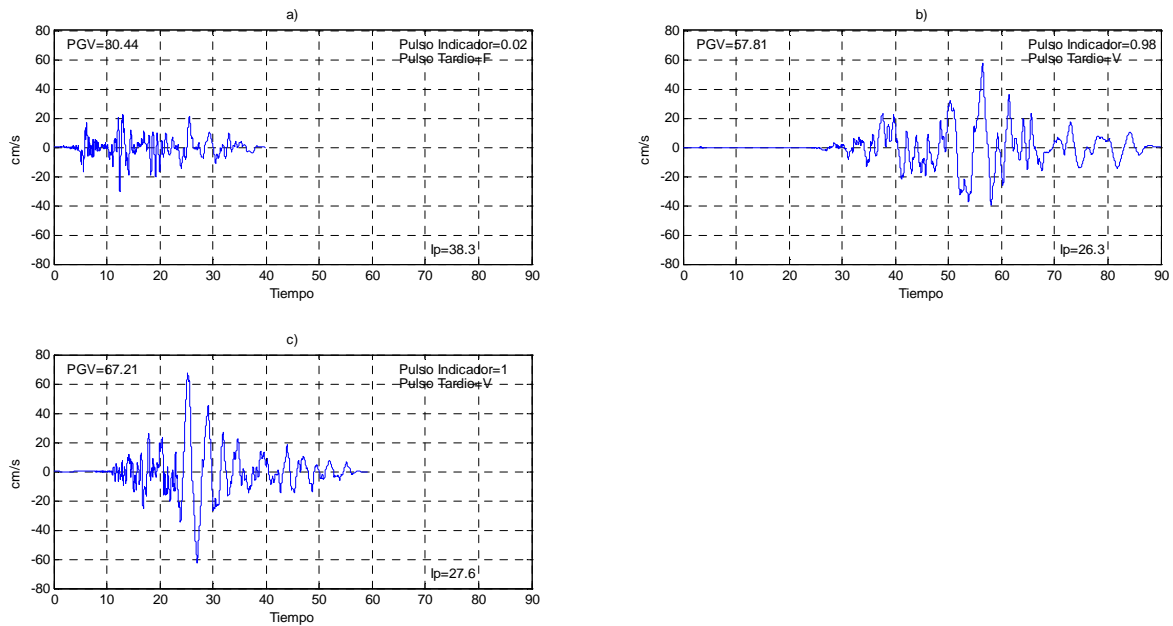 a)
80
60
40
20
0
-20
-40
-60
-80
cm/s
PGV=30.44
Pulso Indicador=0.02
Pulso Tardio=F
Ip=38.3
0 10 20 30 40 50 60 70 80 90
Tiempo
b)
80
60
40
20
0
-20
-40
-60
-80
cm/s
PGV=57.81
Pulso Indicador=0.98
Pulso Tardio=V
Ip=26.3
0 10 20 30 40 50 60 70 80 90
Tiempo
c)
80
60
40
20
0
-20
-40
-60
-80
cm/s
PGV=67.21
Pulso Indicador=1
Pulso Tardio=V
Ip=27.6
0 10 20 30 40 50 60 70 80 90
Tiempo